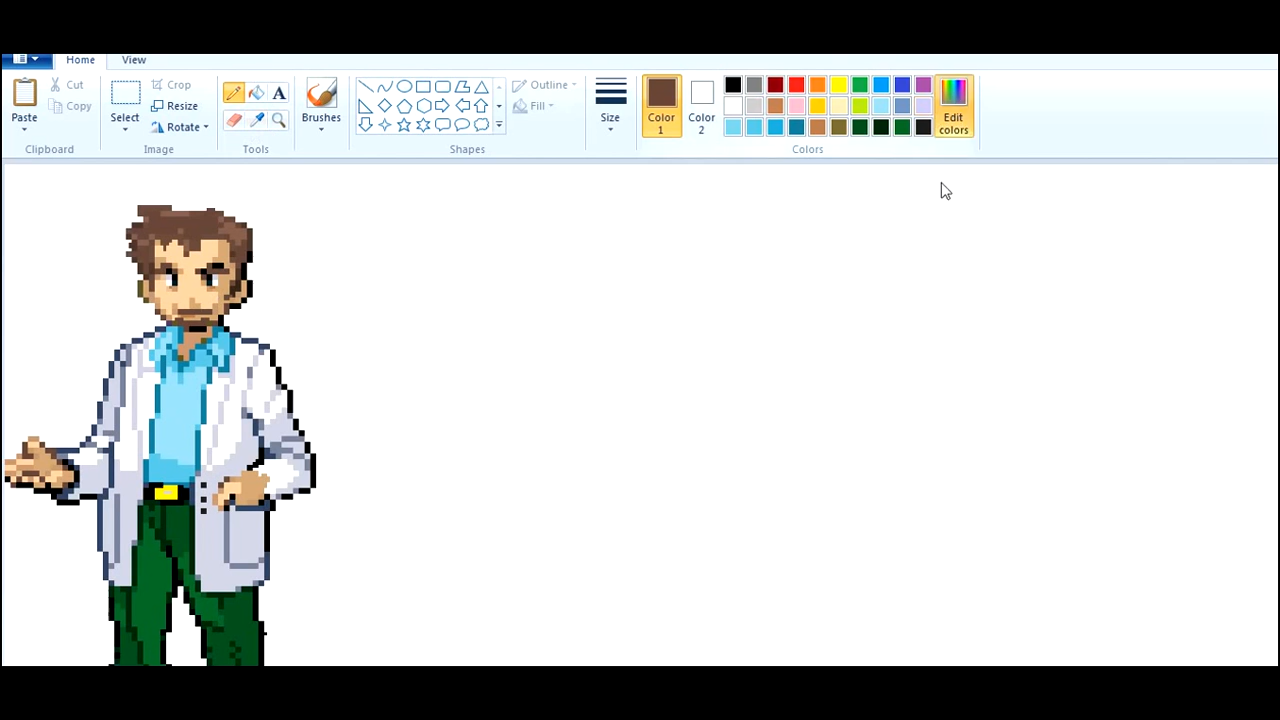 Home View
Paste
Cut
Copy
Clipboard
Select
Crop
Resize
Rotate
Image
A
Tools
Brushes
Outline
Fill
Shapes
Size
Color
1
Color
2
Edit
colors
Colors